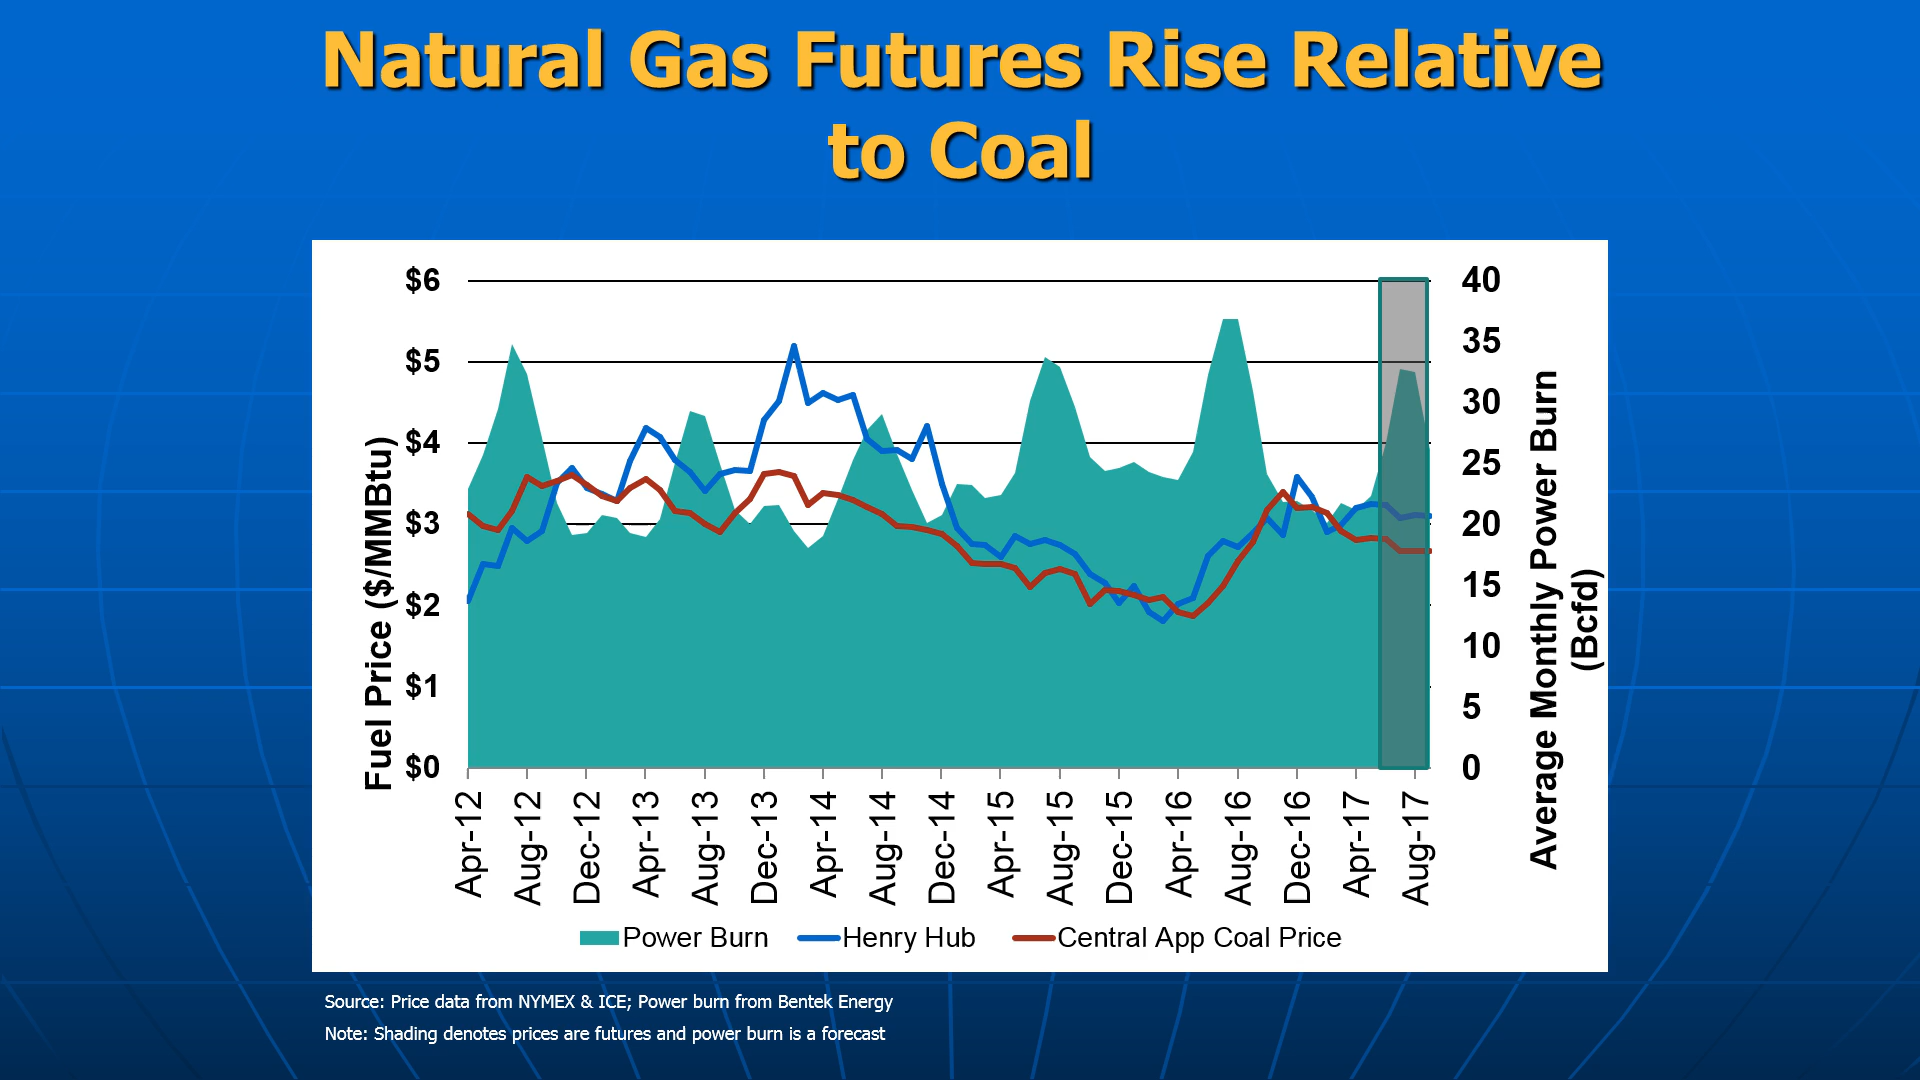 Natural Gas Futures Rise Relative
to Coal
Fuel Price ($/MMBtu)
$6
$5
$4
$3
$2
$1
$0
40
35
30
25
20
15
10
5
0
Average Monthly Power Burn
(Bcfd)
Apr-12
Aug-12
Dec-12
Apr-13
Aug-13
Dec-13
Apr-14
Aug-14
Dec-14
Apr-15
Aug-15
Dec-15
Apr-16
Aug-16
Dec-16
Apr-17
Aug-17
Power Burn
Henry Hub
Central App Coal Price
Source: Price data from NYMEX & ICE; Power burn from Bentek Energy
Note: Shading denotes prices are futures and power burn is a forecast